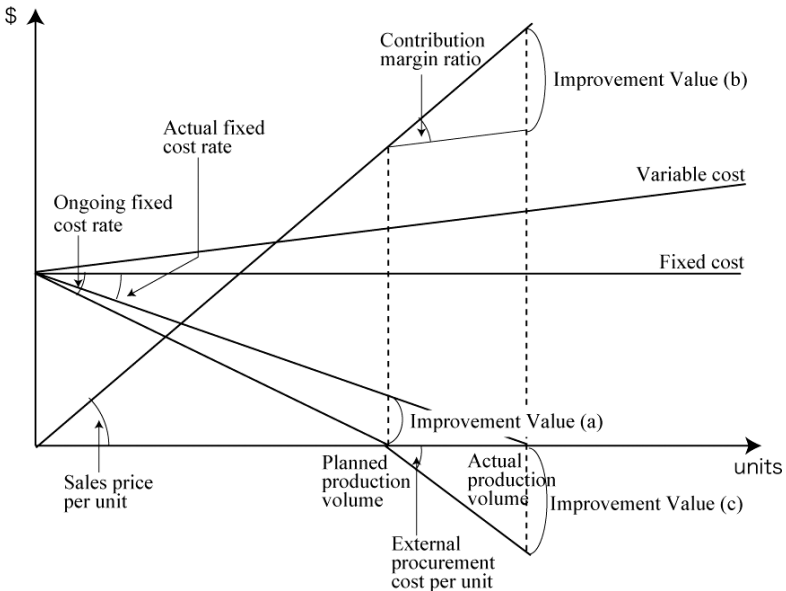 $
Contribution
margin ratio
Improvement Value (b)
Actual fixed
cost rate
Variable cost
Ongoing fixed
cost rate
Fixed cost
Improvement Value (a)
Sales price
per unit
Planned
production
volume
Actual
production
volume
units
Improvement Value (c)
External
procurement
cost per unit